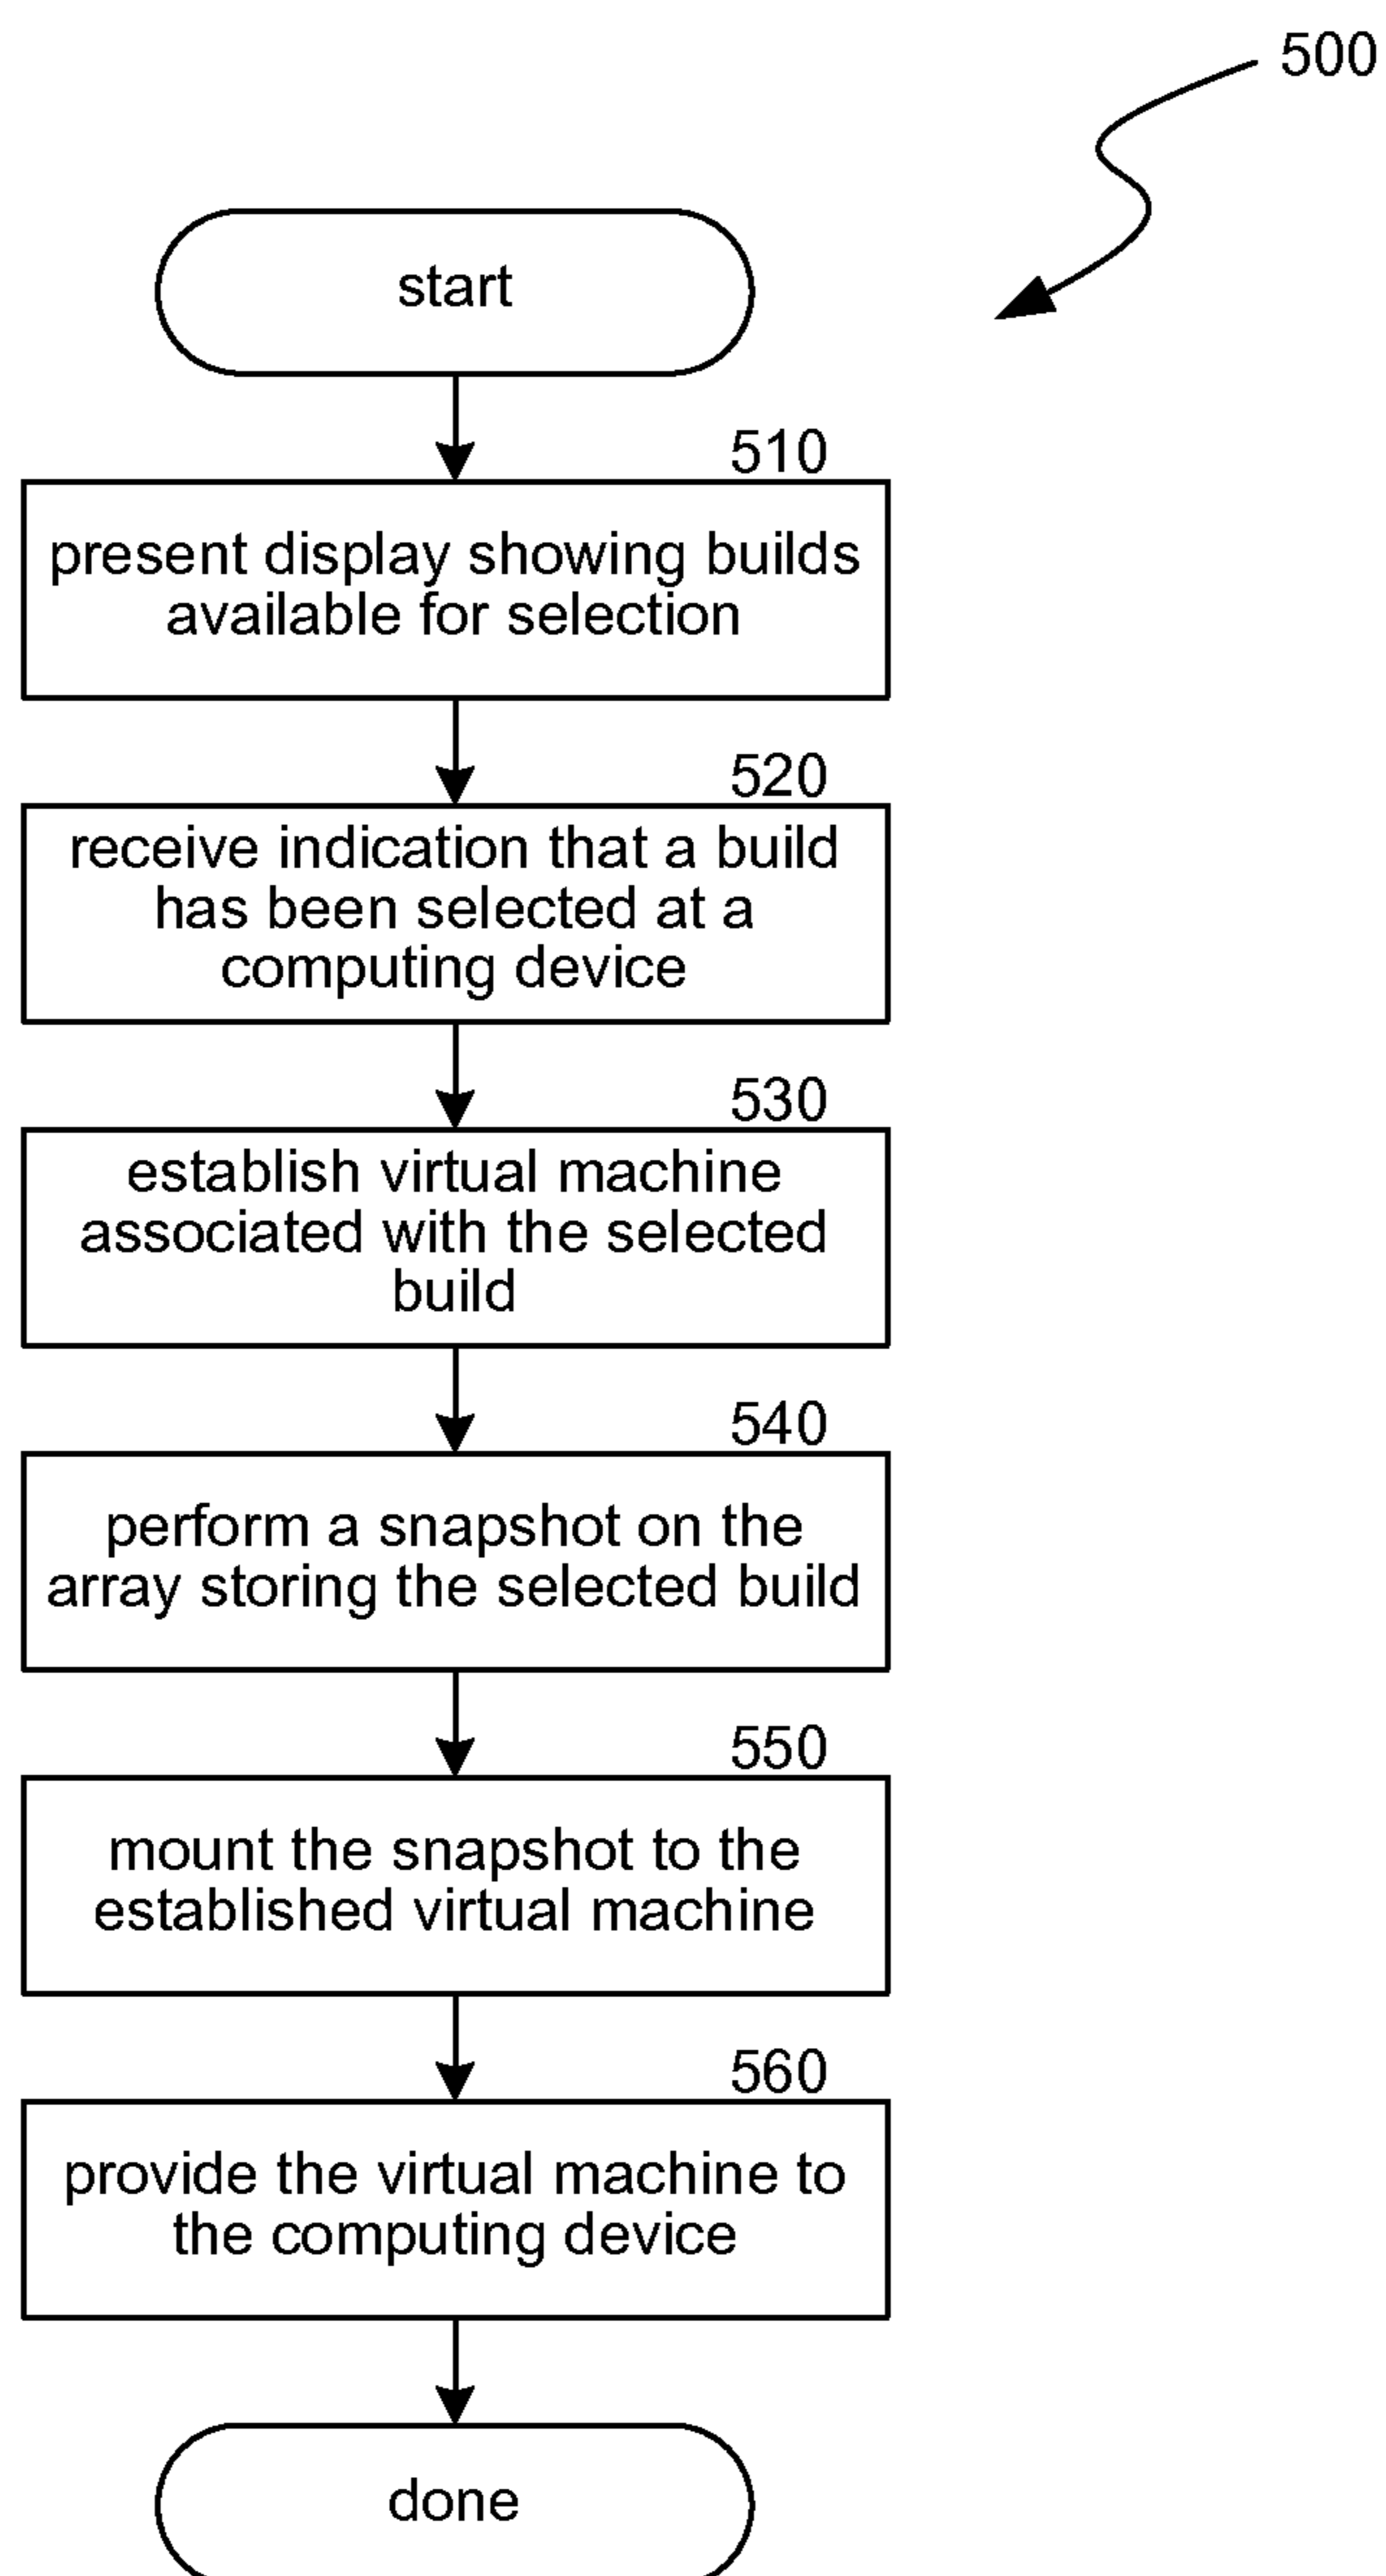 500
start
510
present display showing builds
available for selection
520
receive indication that a build
has been selected at a
computing device
530
establish virtual machine
associated with the selected
build
540
perform a snapshot on the
array storing the selected build
550
mount the snapshot to the
established virtual machine
560
provide the virtual machine to
the computing device
done